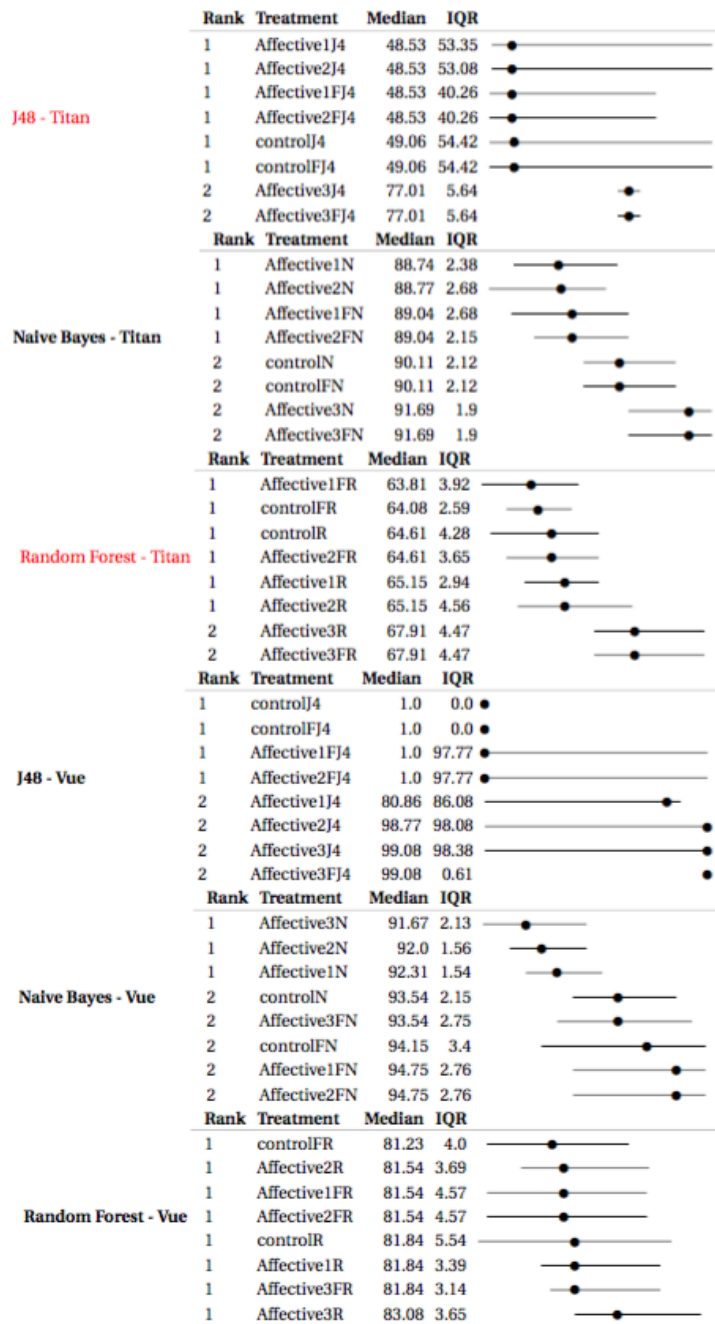 Rank Treatment Median IQR
1 Affective1J4 48.53 53.35
1 Affective2J4 48.53 53.08
1 Affective1FJ4 48.53 40.26
J48 - Titan 1 Affective2FJ4 48.53 40.26
1 controlJ4 49.06 54.42
1 controlFJ4 49.06 54.42
2 Affective3J4 77.01 5.64
2 Affective3FJ4 77.01 5.64
Rank Treatment Median IQR
1 Affective1N 88.74 2.38
1 Affective2N 88.77 2.68
1 Affective1FN 89.04 2.68
Naive Bayes - Titan 1 Affective2FN 89.04 2.15
2 controlN 90.11 2.12
2 controlFN 90.11 2.12
2 Affective3N 91.69 1.9
2 Affective3FN 91.69 1.9
Rank Treatment Median IQR
1 Affective1FR 63.81 3.92
1 controlFR 64.08 2.59
1 controlR 64.61 4.28
Random Forest - Titan 1 Affective2FR 64.61 3.65
1 Affective1R 65.15 2.94
1 Affective2R 65.15 4.56
2 Affective3R 67.91 4.47
2 Affective3FR 67.91 4.47
Rank Treatment Median IQR
1 controlJ4 1.0 0.0
1 controlFJ4 1.0 0.0
1 Affective1FJ4 1.0 97.77
J48 - Vue 1 Affective2FJ4 1.0 97.77
2 Affective1J4 80.86 86.08
2 Affective2J4 98.77 98.08
2 Affective3J4 99.08 98.38
2 Affective3FJ4 99.08 0.61
Rank Treatment Median IQR
1 Affective3N 91.67 2.13
1 Affective2N 92.0 1.56
1 Affective1N 92.31 1.54
Naive Bayes - Vue 2 controlN 93.54 2.15
2 Affective3FN 93.54 2.75
2 controlFN 94.15 3.4
2 Affective1FN 94.75 2.76
2 Affective2FN 94.75 2.76
Rank Treatment Median IQR
1 controlFR 81.23 4.0
1 Affective2R 81.54 3.69
1 Affective1FR 81.54 4.57
Random Forest - Vue 1 Affective2FR 81.54 4.57
1 controlR 81.84 5.54
1 Affective1R 81.84 3.39
1 Affective3FR 81.84 3.14
1 Affective3R 83.08 3.65